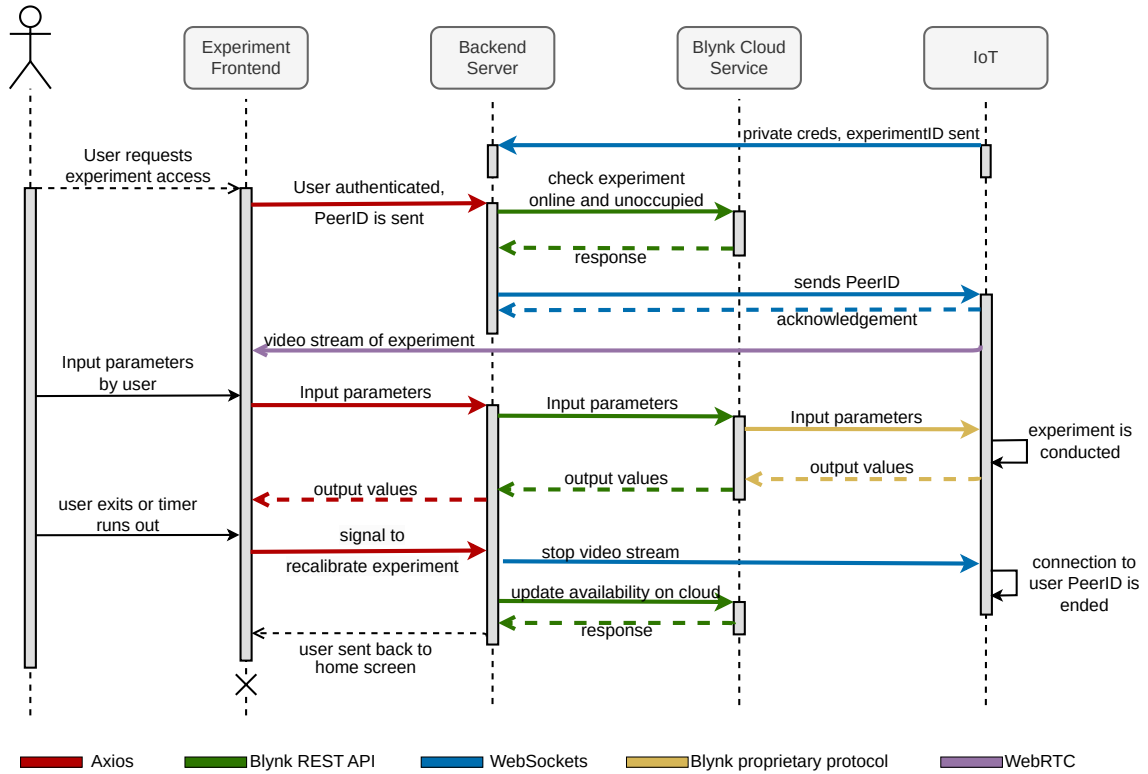 Experiment
Frontend
Backend
Server
Blynk Cloud
Service
IoT
private creds, experimentID sent
User requests
experiment access
User authenticated,
PeerID is sent
check experiment
online and unoccupied
response
sends PeerID
acknowledgement
video stream of experiment
Input parameters
by user
Input parameters
Input parameters
Input parameters
experiment is
conducted
output values
output values
output values
user exits or timer
runs out
signal to
recalibrate experiment
stop video stream
connection to
user PeerID is
ended
update availability on cloud
response
user sent back to
home screen
Axios
Blynk REST API
WebSockets
Blynk proprietary protocol
WebRTC